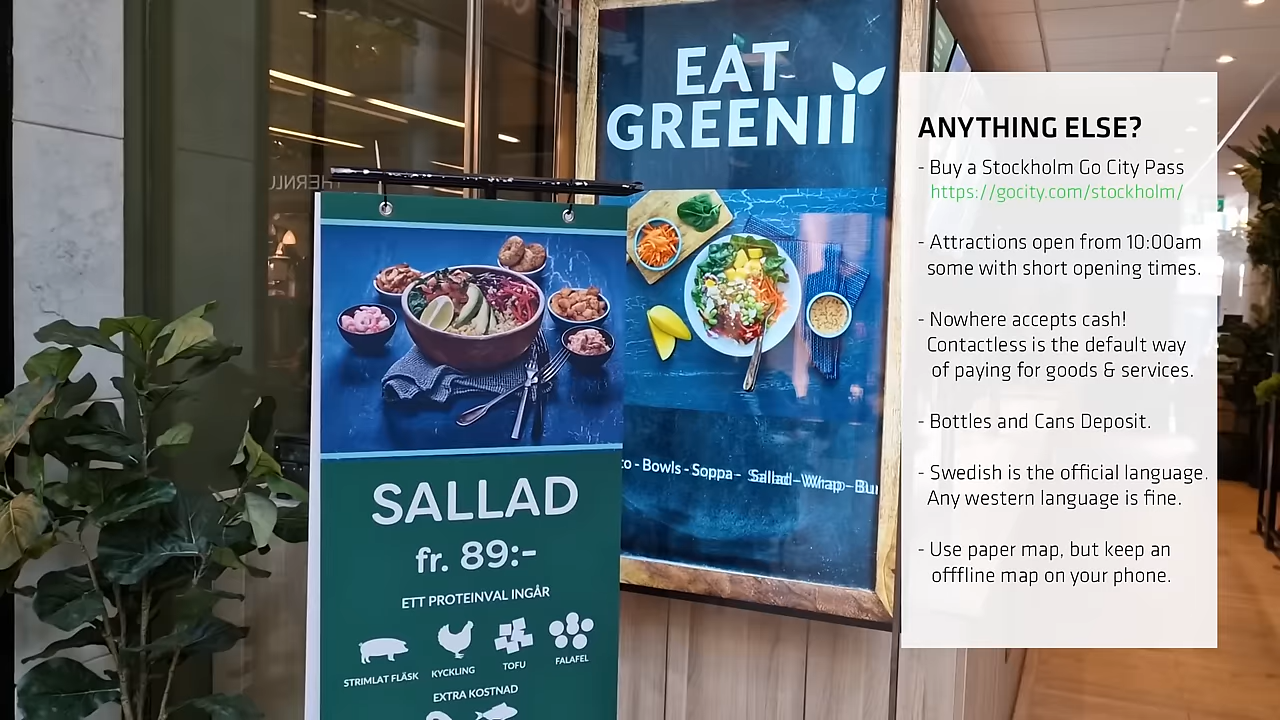 EAT
GREENII
SALLAD
fr. 89:-
ETT PROTEINVAL INGÅR
STRIMLAT FLÄSK
KYCKLING
TOFU
FALAFEL
EXTRA KOSTNAD
- Bowls - Soppa - Sallad - Wrap -
ANYTHING ELSE?
- Buy a Stockholm Go City Pass
https://gocity.com/stockholm/
- Attractions open from 10:00am
some with short opening times.
- Nowhere accepts cash!
Contactless is the default way
of paying for goods & services.
- Bottles and Cans Deposit.
- Swedish is the official language.
Any western language is fine.
- Use paper map, but keep an
offfline map on your phone.